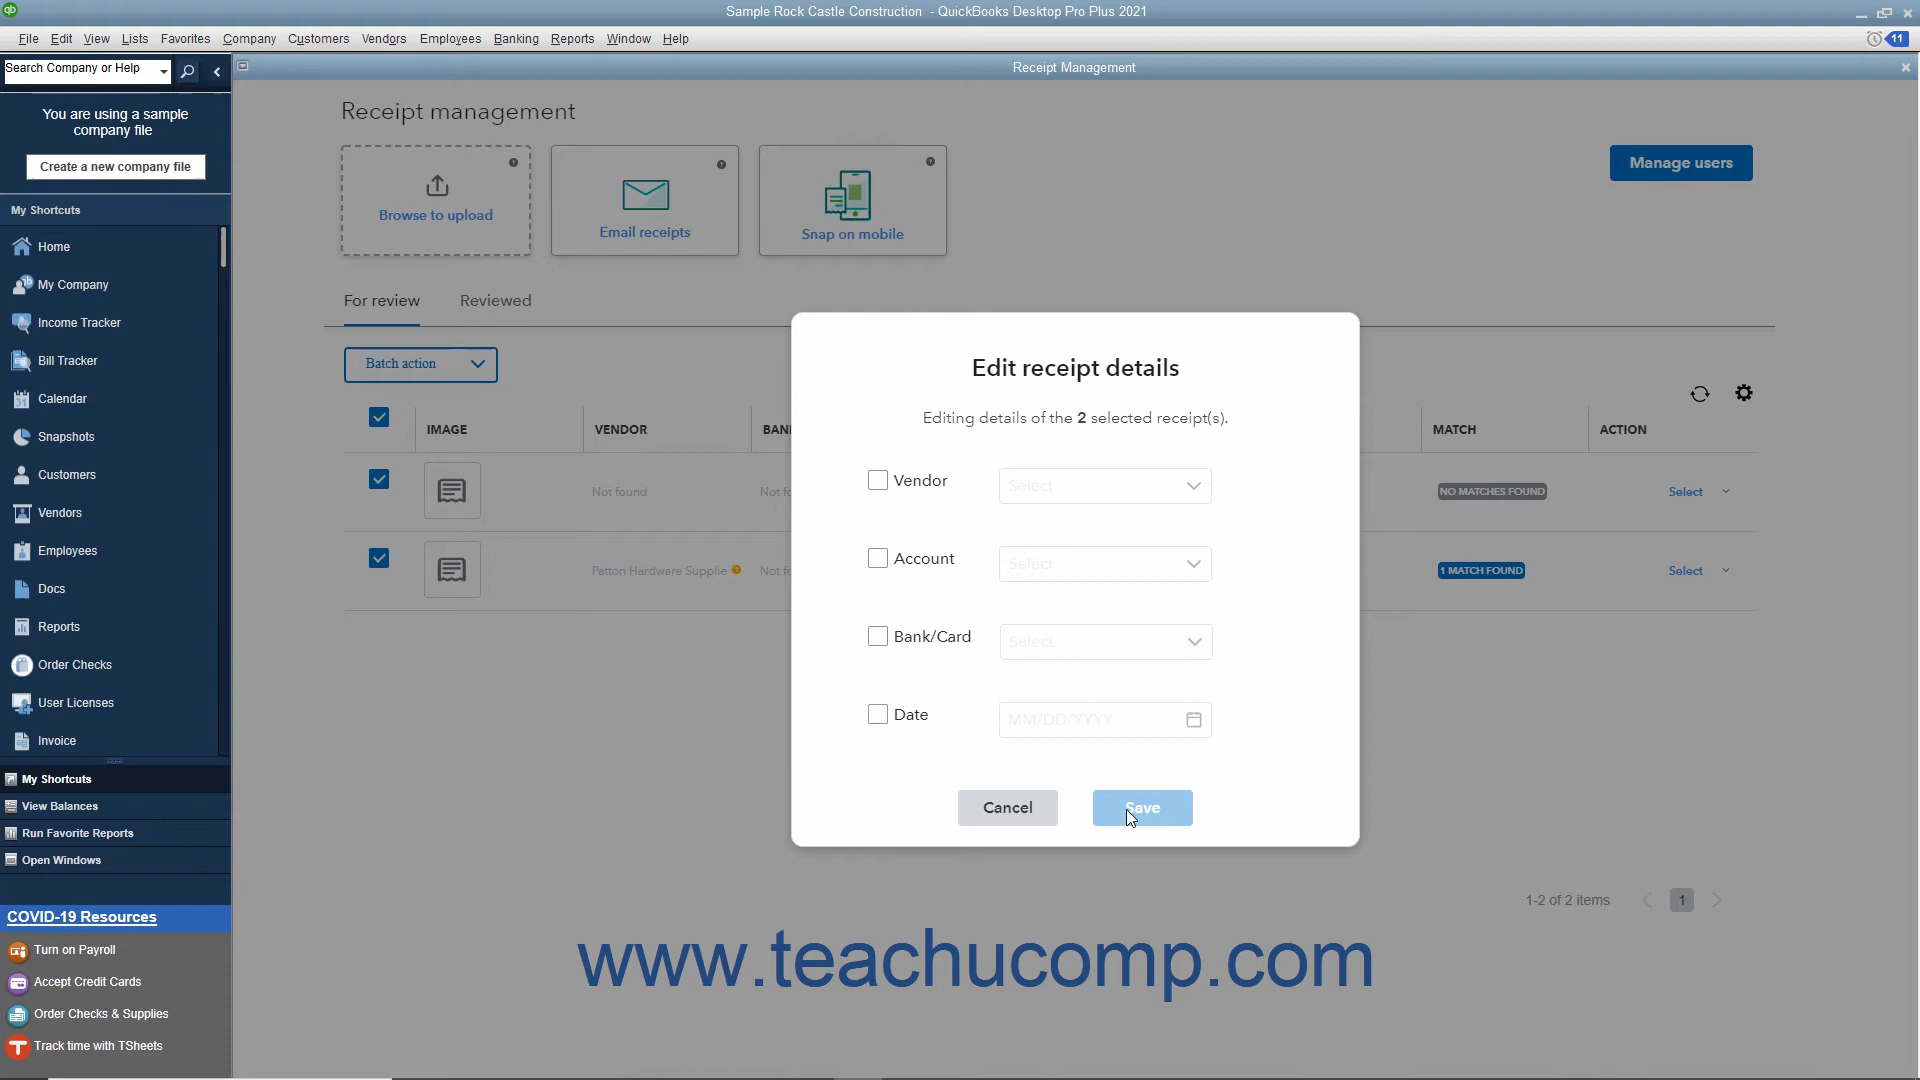 Sample Rock Castle Construction - QuickBooks Desktop Pro Plus 2021
File Edit View Lists Favorites Company Customers Vendors Employees Banking Reports Window Help
11
Search Company or Help
Receipt Management
You are using a sample
company file
Create a new company file
My Shortcuts
Home
My Company
Income Tracker
Bill Tracker
Calendar
Snapshots
Customers
Vendors
Employees
Docs
Reports
Order Checks
User Licenses
Invoice
My Shortcuts
View Balances
Run Favorite Reports
Open Windows
COVID-19 Resources
Turn on Payroll
Accept Credit Cards
Order Checks & Supplies
Track time with TSheets
Receipt management
Browse to upload
Email receipts
Snap on mobile
Manage users
For review Reviewed
Batch action
IMAGE VENDOR BAN MATCH ACTION
Not found Not fo NO MATCHES FOUND Select
Patton Hardware Supplie Not fo 1 MATCH FOUND Select
Edit receipt details
Editing details of the 2 selected receipt(s).
Vendor Select
Account Select
Bank/Card Select
Date MM/DD/YYYY
Cancel Save
1-2 of 2 items 1
www.teachucomp.com